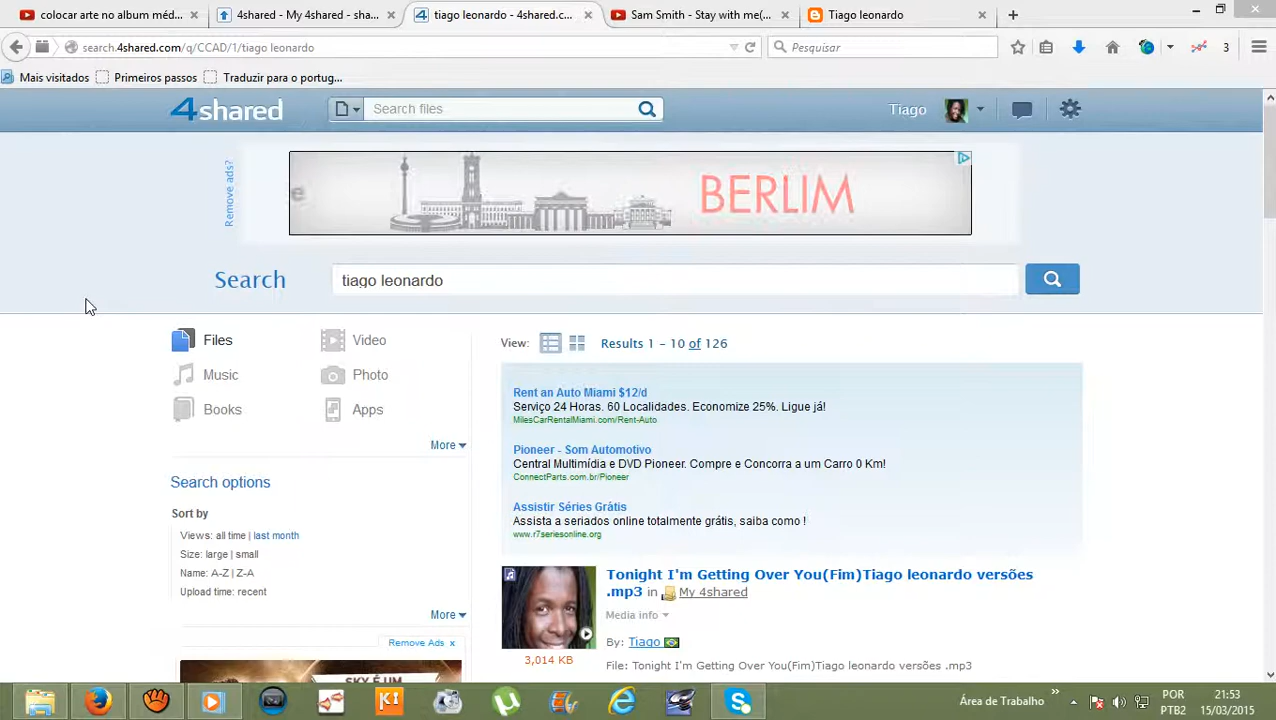 colocar arte no album méd...
4shared - My 4shared - sha...
tiago leonardo - 4shared.c...
Sam Smith - Stay with me(...
Tiago leonardo
search.4shared.com/q/CCAD/1/tiago leonardo
Pesquisar
3
Mais visitados
Primeiros passos
Traduzir para o portug...
4shared
Search files
Tiago
Remove ads?
e
BERLIM
Search
tiago leonardo
Files
Video
View:
Results 1 – 10 of 126
Music
Photo
Books
Apps
More
Rent an Auto Miami $12/d
Serviço 24 Horas. 60 Localidades. Economize 25%. Ligue já!
MilesCarRentalMiami.com/Rent-Auto
Pioneer - Som Automotivo
Central Multimídia e DVD Pioneer. Compre e Concorra a um Carro 0 Km!
ConnectParts.com.br/Pioneer
Assistir Séries Grátis
Assista a seriados online totalmente grátis, saiba como !
www.r7seriesonline.org
Search options
Sort by
Views: all time | last month
Size: large | small
Name: A-Z | Z-A
Upload time: recent
More
Remove Ads x
SKY É UM
Tonight I'm Getting Over You(Fim)Tiago leonardo versões
.mp3 in My 4shared
Media info
By: Tiago
3,014 KB
File: Tonight I'm Getting Over You(Fim)Tiago leonardo versões .mp3
Área de Trabalho
POR
PTB2
21:53
15/03/2015